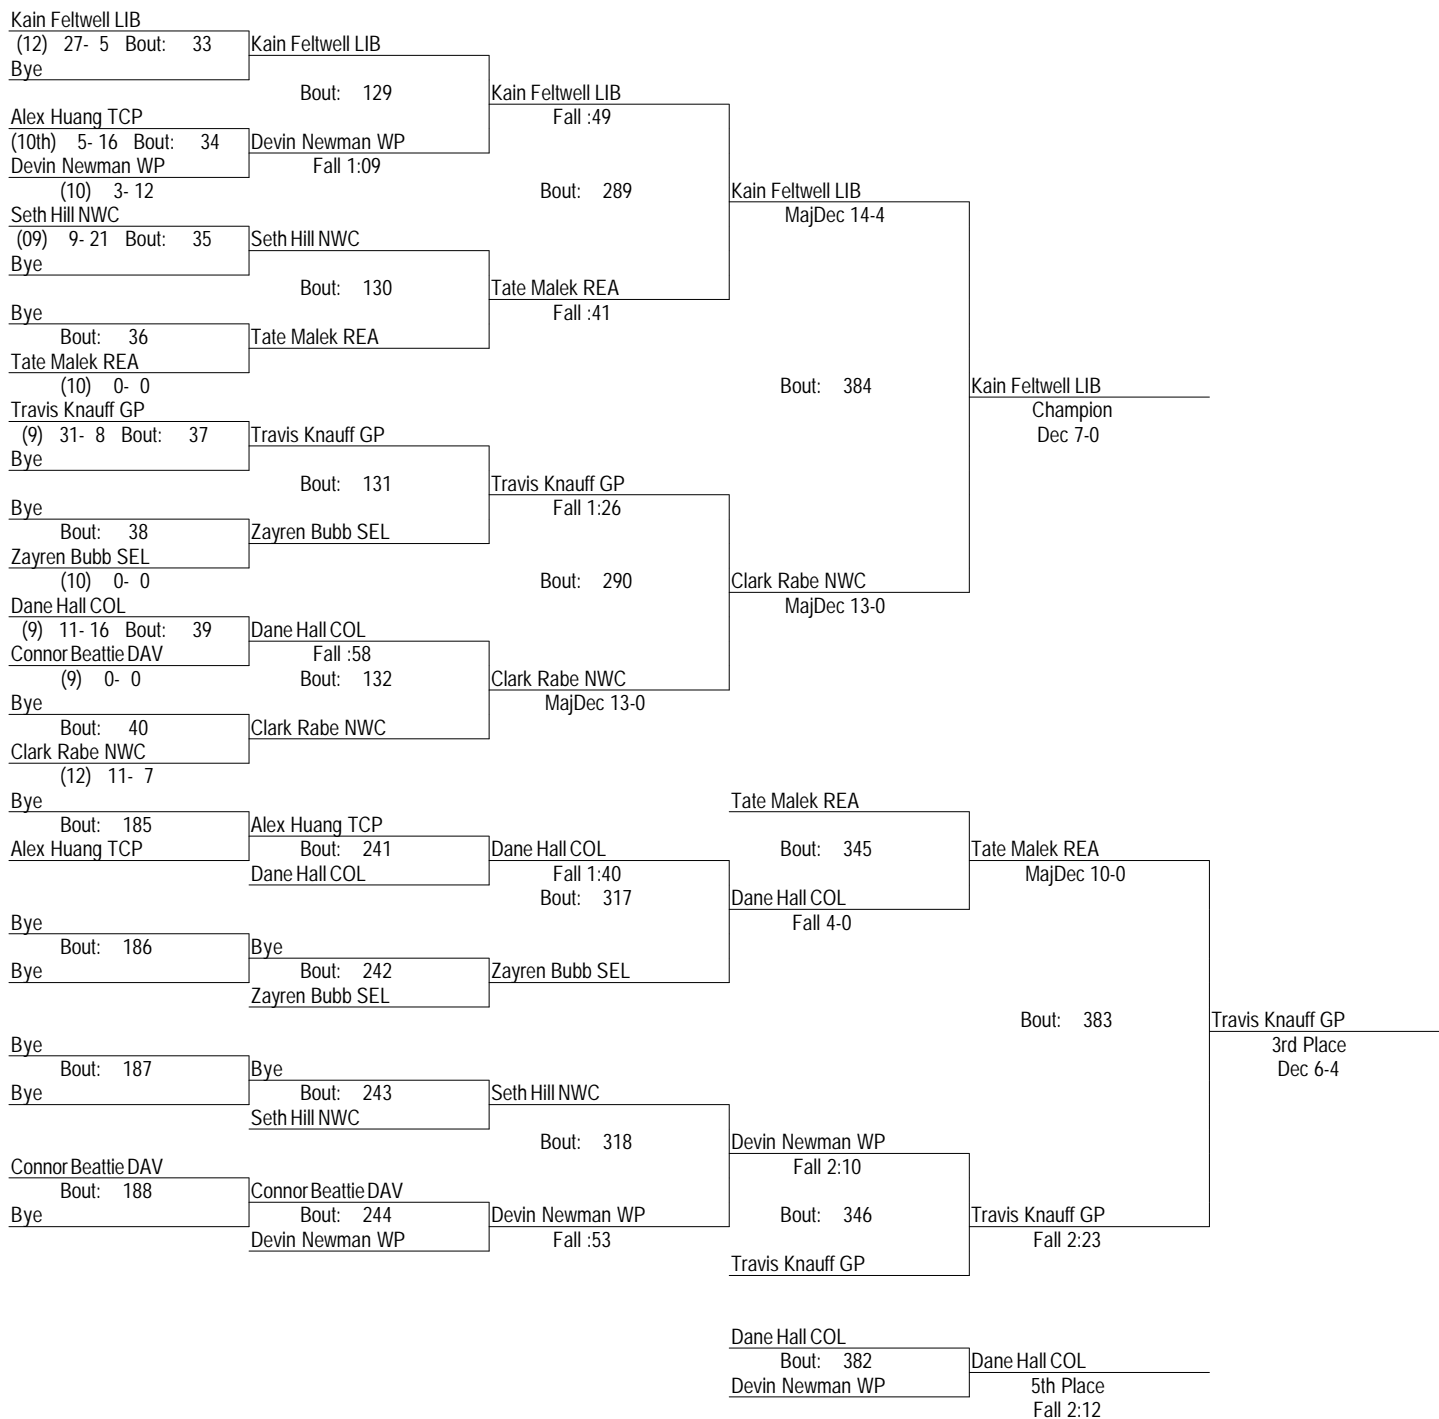 Kain Feltwell LIB
(12) 27- 5 Bout: 33 Kain Feltwell LIB
Bye
Bout: 129 Kain Feltwell LIB
Alex Huang TCP Fall :49
(10th) 5- 16 Bout: 34 Devin Newman WP
Devin Newman WP Fall 1:09
(10) 3- 12 Bout: 289 Kain Feltwell LIB
Seth Hill NWC MajDec 14-4
(09) 9- 21 Bout: 35 Seth Hill NWC
Bye
Bout: 130 Tate Malek REA
Bye Fall :41
Bout: 36 Tate Malek REA
Tate Malek REA
(10) 0- 0 Bout: 384 Kain Feltwell LIB
Travis Knauff GP Champion
(9) 31- 8 Bout: 37 Travis Knauff GP Dec 7-0
Bye
Bout: 131 Travis Knauff GP
Bye Fall 1:26
Bout: 38 Zayren Bubb SEL
Zayren Bubb SEL
(10) 0- 0 Bout: 290 Clark Rabe NWC
Dane Hall COL MajDec 13-0
(9) 11- 16 Bout: 39 Dane Hall COL
Connor Beattie DAV Fall :58
(9) 0- 0 Bout: 132 Clark Rabe NWC
Bye MajDec 13-0
Bout: 40 Clark Rabe NWC
Clark Rabe NWC
(12) 11- 7
Bye Tate Malek REA
Bout: 185 Alex Huang TCP
Alex Huang TCP Bout: 241 Dane Hall COL Bout: 345 Tate Malek REA
Dane Hall COL Fall 1:40 MajDec 10-0
Bout: 317 Dane Hall COL
Bye Fall 4-0
Bout: 186 Bye
Bye Bout: 242 Zayren Bubb SEL
Zayren Bubb SEL
Bout: 383 Travis Knauff GP
Bye 3rd Place
Bout: 187 Bye Dec 6-4
Bye Bout: 243 Seth Hill NWC
Seth Hill NWC
Bout: 318 Devin Newman WP
Connor Beattie DAV Fall 2:10
Bout: 188 Connor Beattie DAV
Bye Bout: 244 Devin Newman WP Bout: 346 Travis Knauff GP
Devin Newman WP Fall :53 Fall 2:23
Travis Knauff GP
Dane Hall COL
Bout: 382 Dane Hall COL
Devin Newman WP 5th Place
Fall 2:12